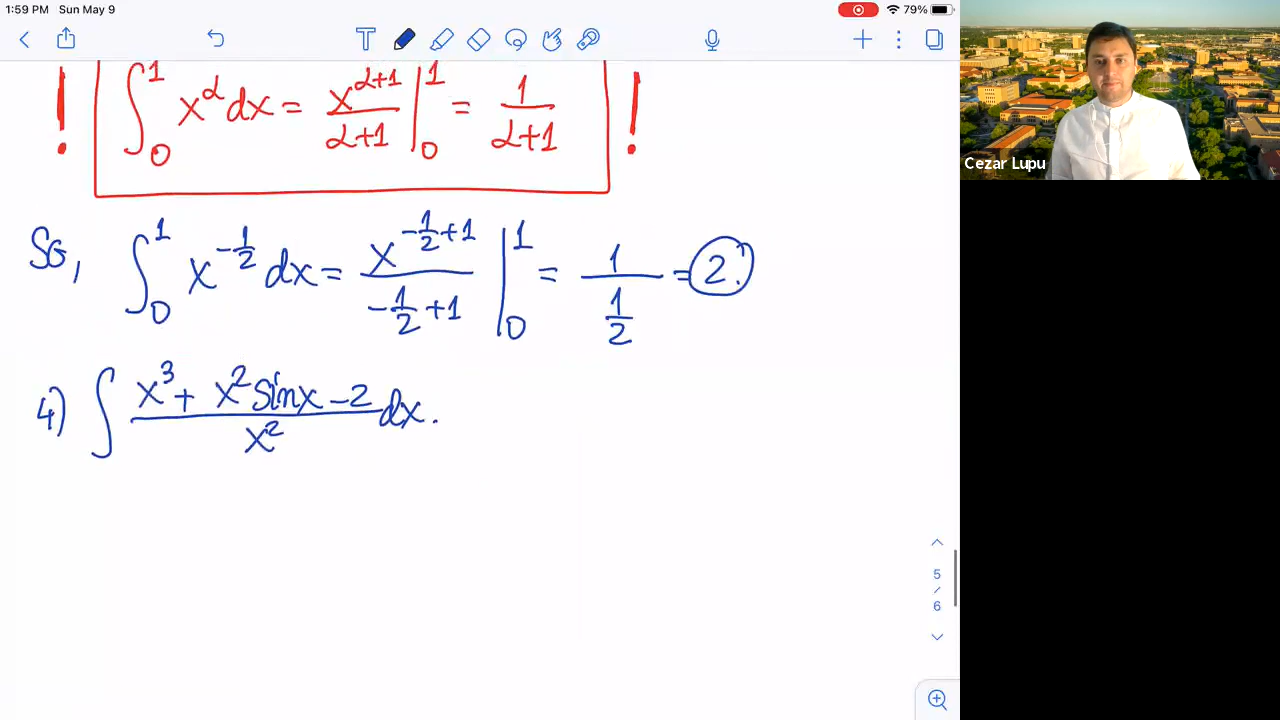 1:59 PM Sun May 9
79%
T
! ∫₀¹ x^α dx = x^(α+1)/(α+1) |₀¹ = 1/(α+1) !
So, ∫₀¹ x^(-1/2) dx = x^(-1/2+1)/(-1/2+1) |₀¹ = 1/(1/2) = 2.
4) ∫ (x³ + x² sin x - 2)/x² dx.
5
/
6
Cezar Lupu